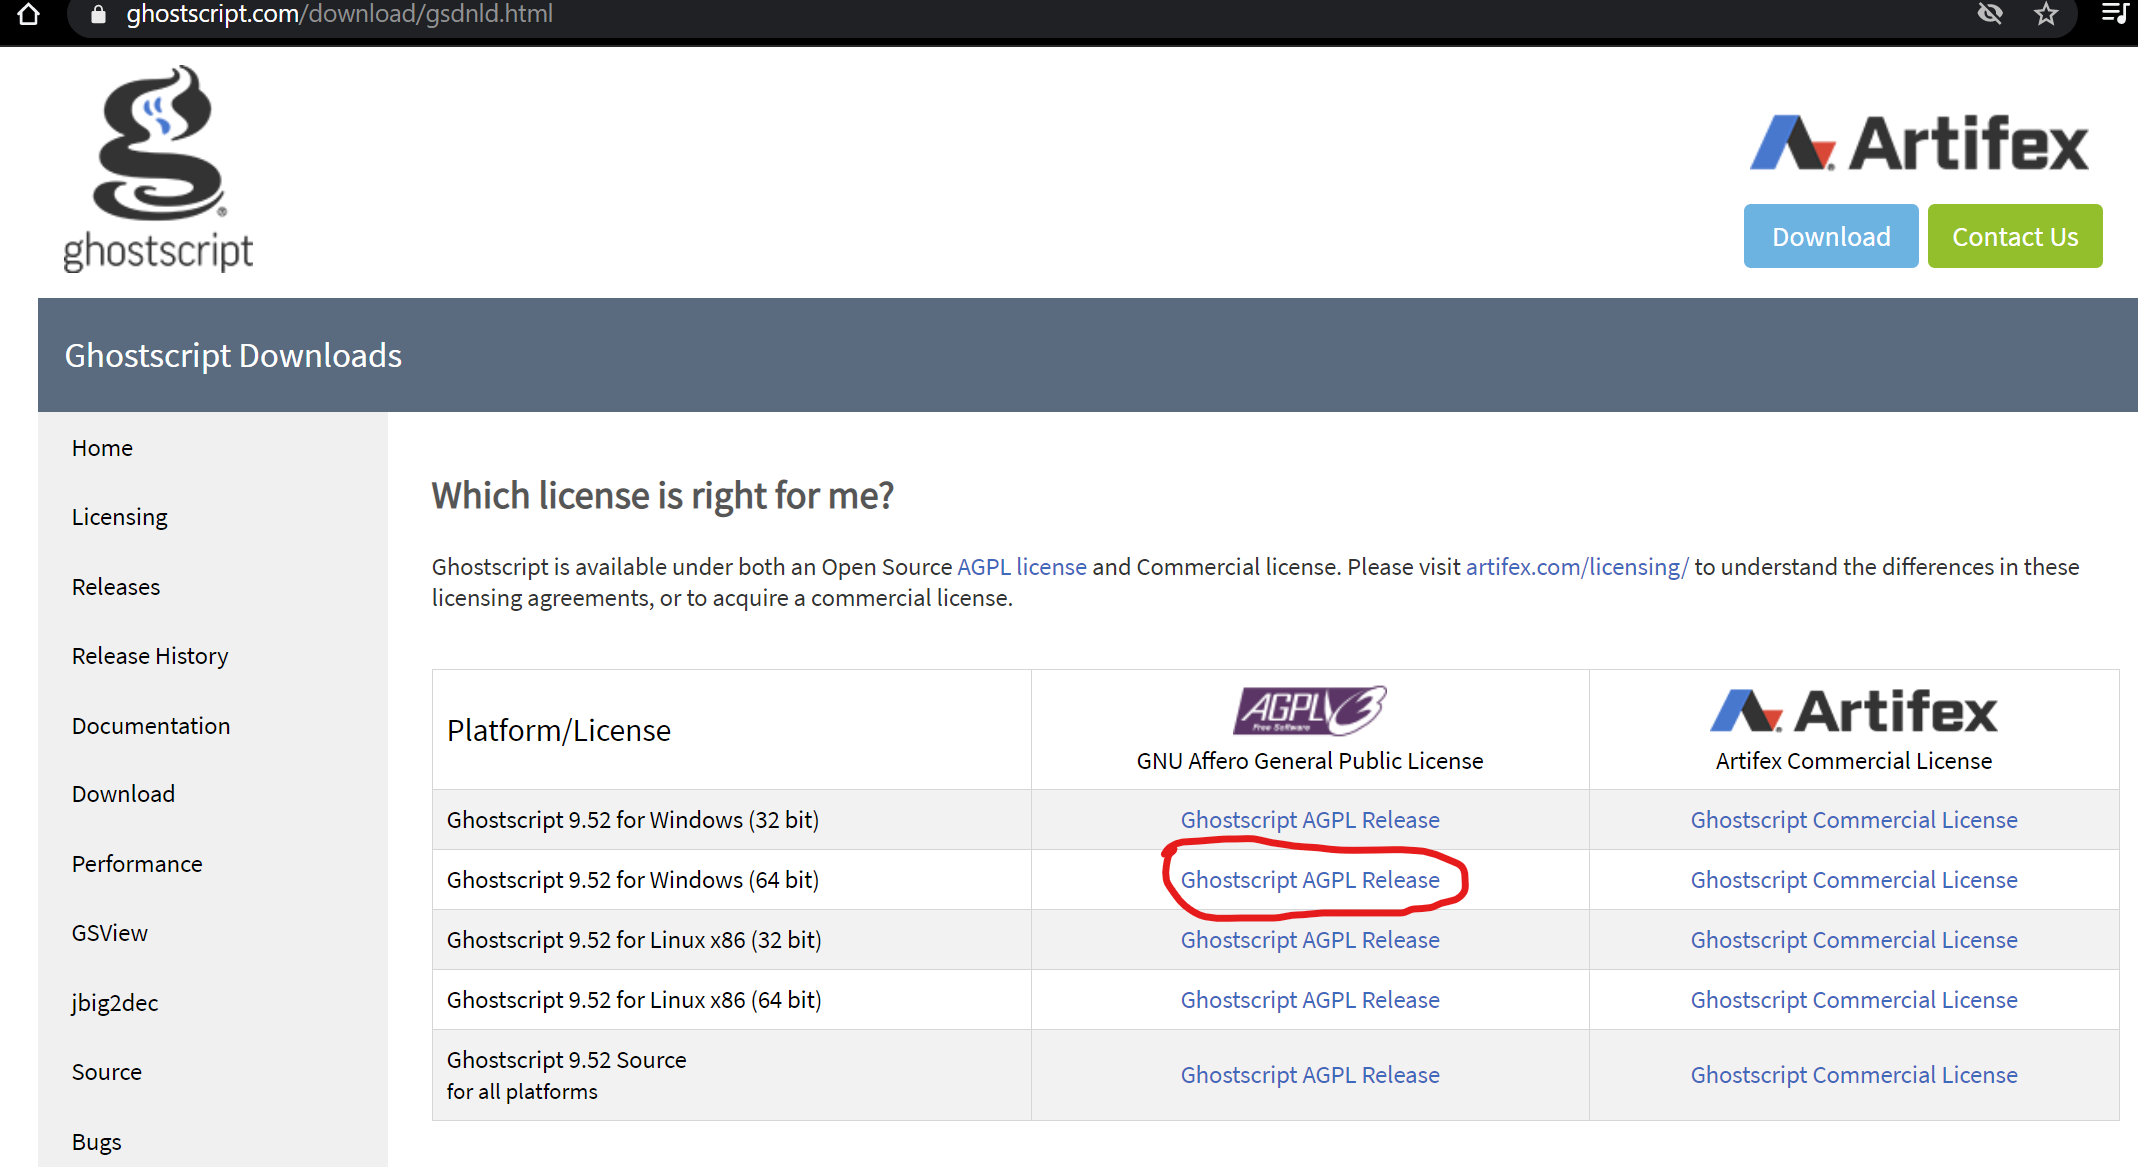 ghostscript.com/download/gsdnld.html
ghostscript
Artifex
Download
Contact Us
Ghostscript Downloads
Home
Licensing
Releases
Release History
Documentation
Download
Performance
GSView
jbig2dec
Source
Bugs
Which license is right for me?
Ghostscript is available under both an Open Source AGPL license and Commercial license. Please visit artifex.com/licensing/ to understand the differences in these
licensing agreements, or to acquire a commercial license.
Platform/License
AGPLv3
Free Software
GNU Affero General Public License
Artifex
Artifex Commercial License
Ghostscript 9.52 for Windows (32 bit) Ghostscript AGPL Release Ghostscript Commercial License
Ghostscript 9.52 for Windows (64 bit) Ghostscript AGPL Release Ghostscript Commercial License
Ghostscript 9.52 for Linux x86 (32 bit) Ghostscript AGPL Release Ghostscript Commercial License
Ghostscript 9.52 for Linux x86 (64 bit) Ghostscript AGPL Release Ghostscript Commercial License
Ghostscript 9.52 Source
for all platforms
Ghostscript AGPL Release Ghostscript Commercial License